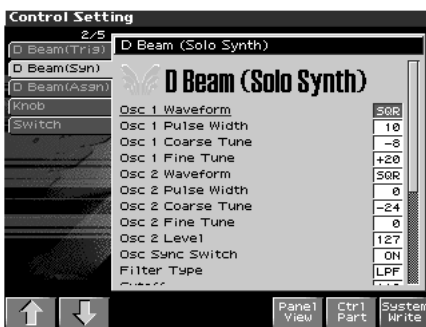 Control Setting
2/5
D Beam(Trig)
D Beam(Syn)
D Beam(Asgn)
Knob
Switch
D Beam (Solo Synth)
D Beam (Solo Synth)
Osc 1 Waveform SQR
Osc 1 Pulse Width 10
Osc 1 Coarse Tune -8
Osc 1 Fine Tune +20
Osc 2 Waveform SQR
Osc 2 Pulse Width 0
Osc 2 Coarse Tune -24
Osc 2 Fine Tune 0
Osc 2 Level 127
Osc Sync Switch ON
Filter Type LPF
Panel View
Ctrl Part
System Write